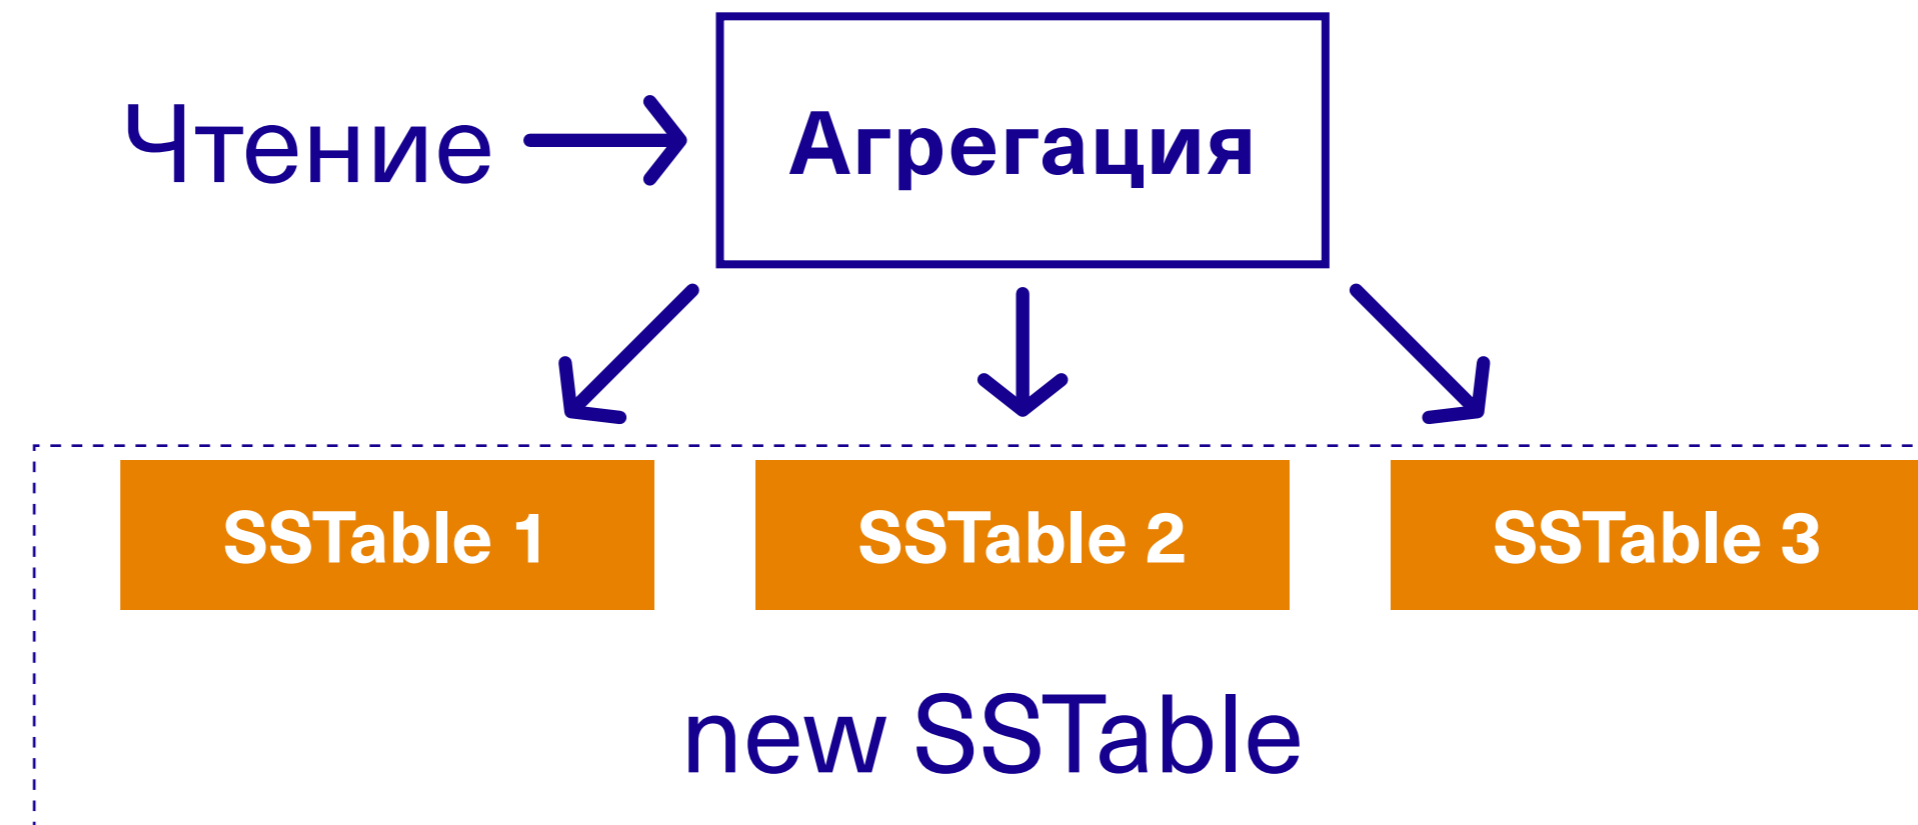 Чтение
Агрегация
SSTable 1
SSTable 2
SSTable 3
new SSTable